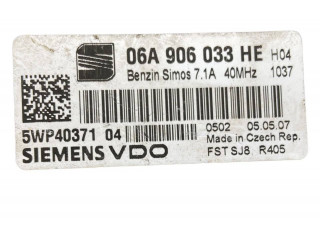 06A 906 033 HE H04
Benzin Simos 7.1A 40MHz 1037
5WP40371 04
0502 05.05.07
Made in Czech Rep.
SIEMENS VDO
FST SJ8 R405